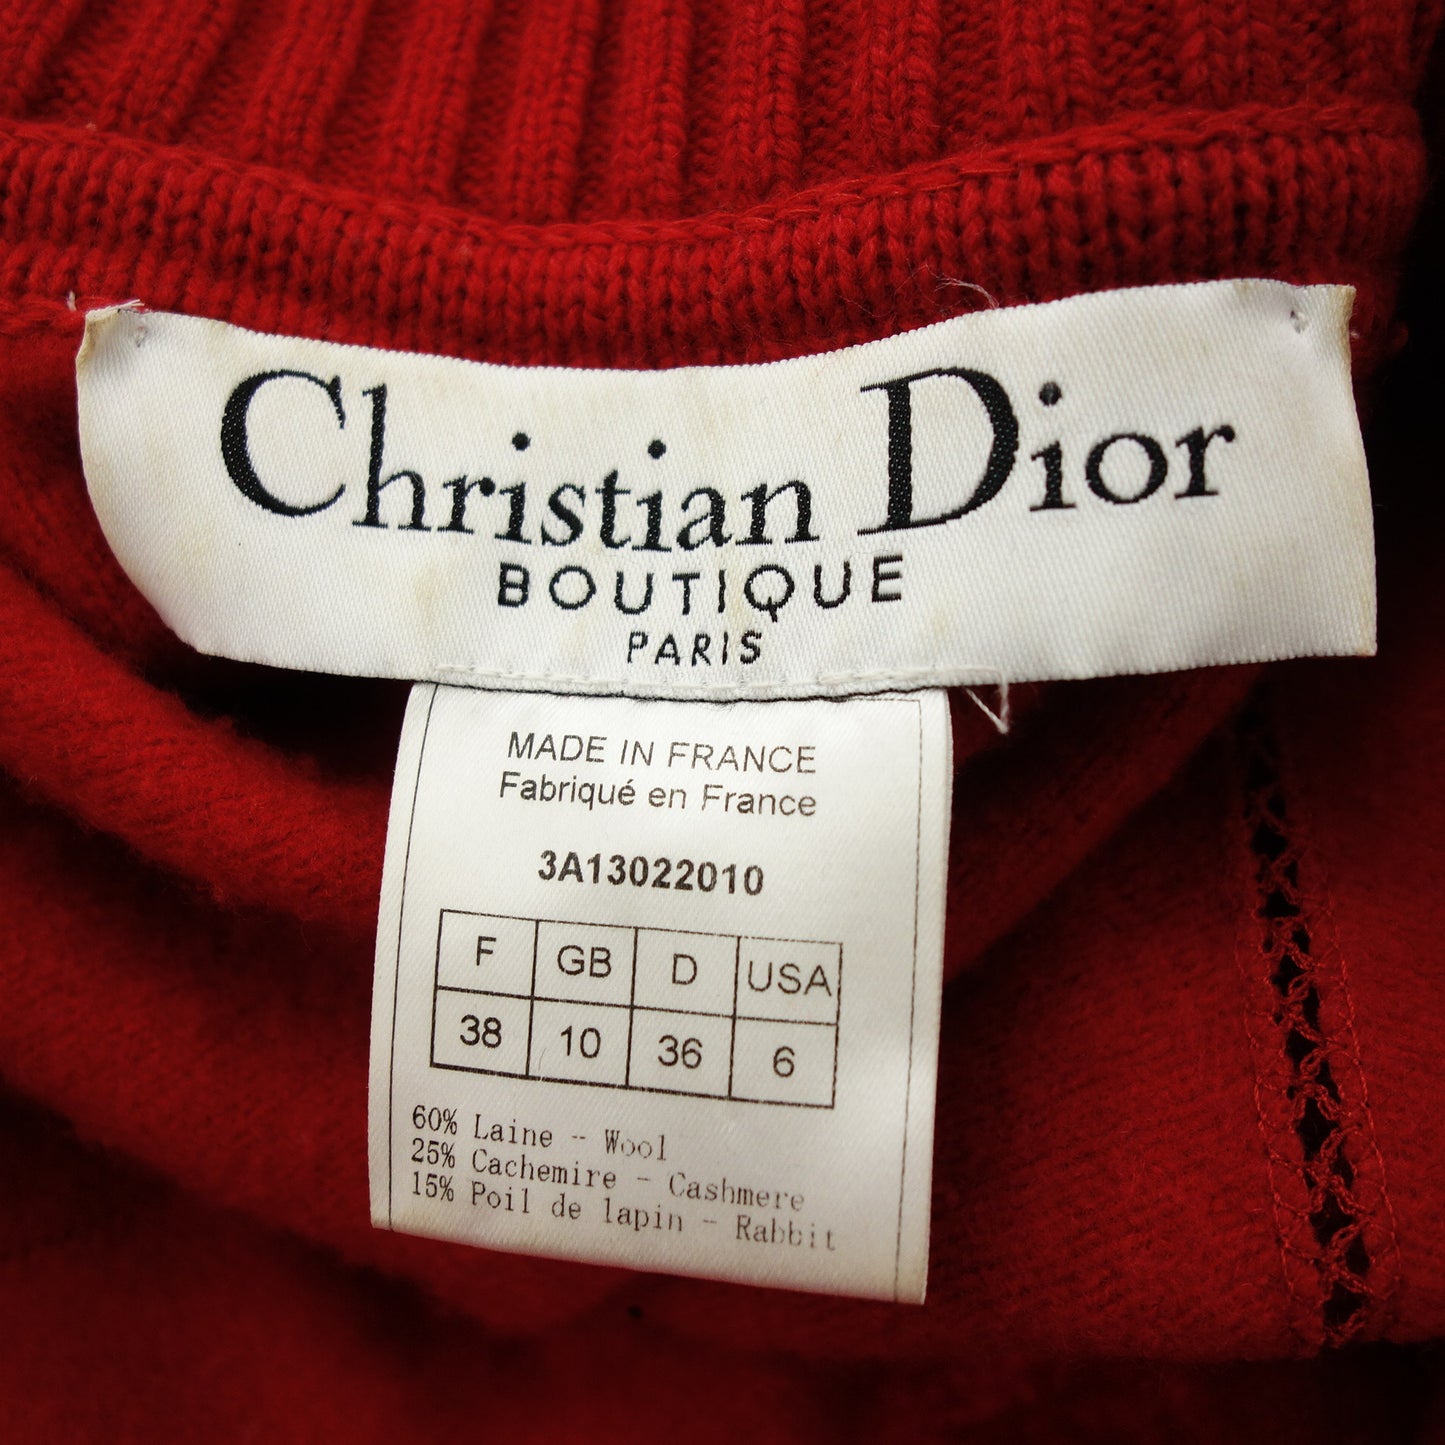 Christian Dior
BOUTIQUE
PARIS
MADE IN FRANCE
Fabriqué en France
3A13022010
F GB D USA
38 10 36 6
60% Laine - Wool
25% Cachemire - Cashmere
15% Poil de lapin - Rabbit